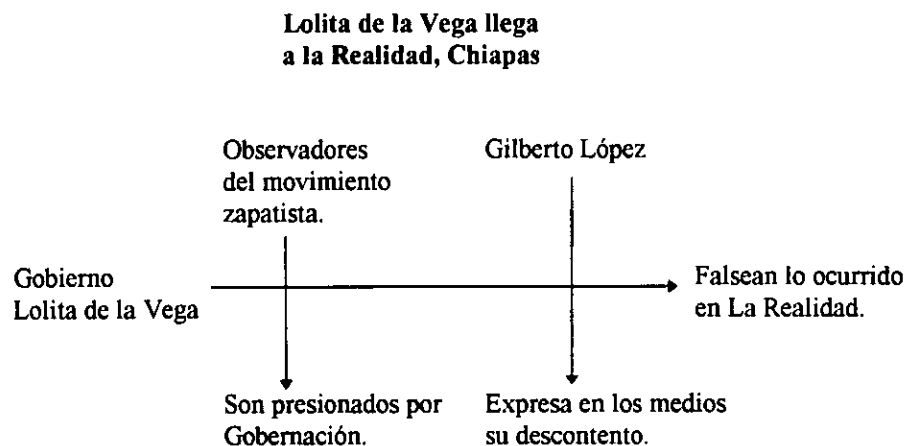 Lolita de la Vega llega
a la Realidad, Chiapas
Observadores
del movimiento
zapatista.
Gilberto López
Gobierno
Lolita de la Vega
Falsean lo ocurrido
en La Realidad.
Son presionados por
Gobernación.
Expresa en los medios
su descontento.